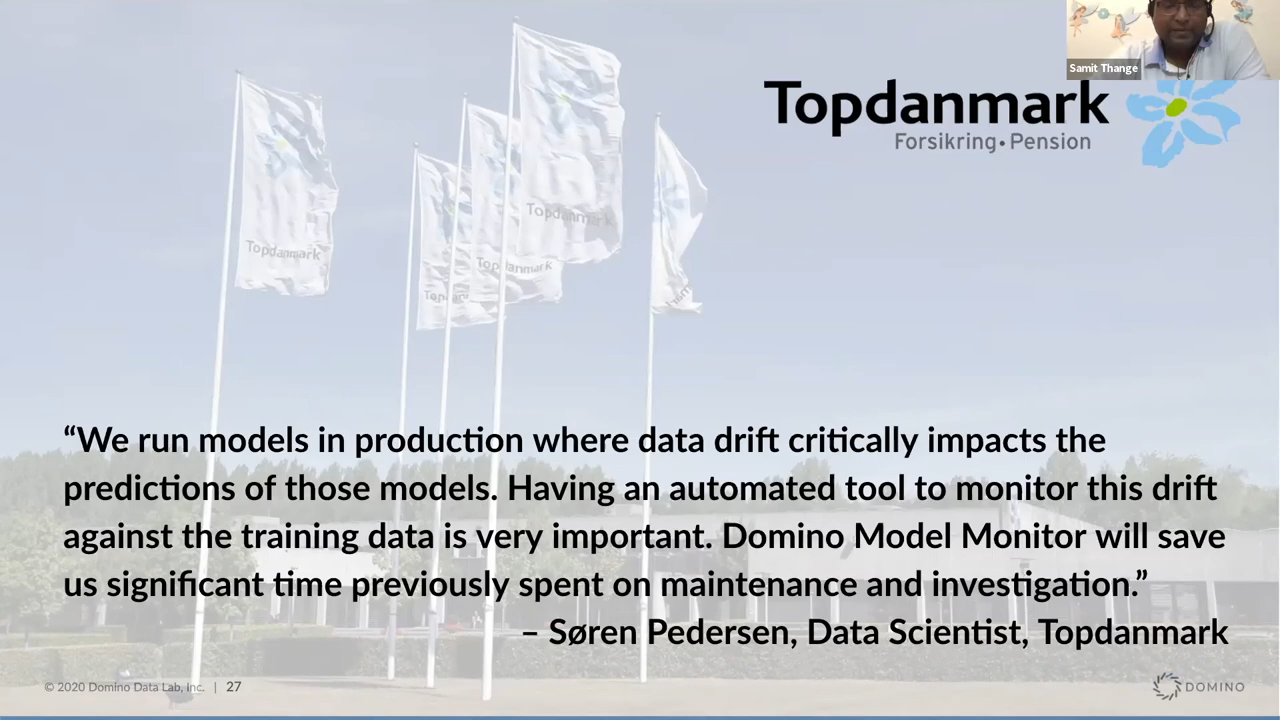 Samit Thange
Topdanmark
Forsikring • Pension
Topdanmark
Topdanmark
Topdanmark
“We run models in production where data drift critically impacts the
predictions of those models. Having an automated tool to monitor this drift
against the training data is very important. Domino Model Monitor will save
us significant time previously spent on maintenance and investigation.”
– Søren Pedersen, Data Scientist, Topdanmark
© 2020 Domino Data Lab, Inc. | 27
DOMINO